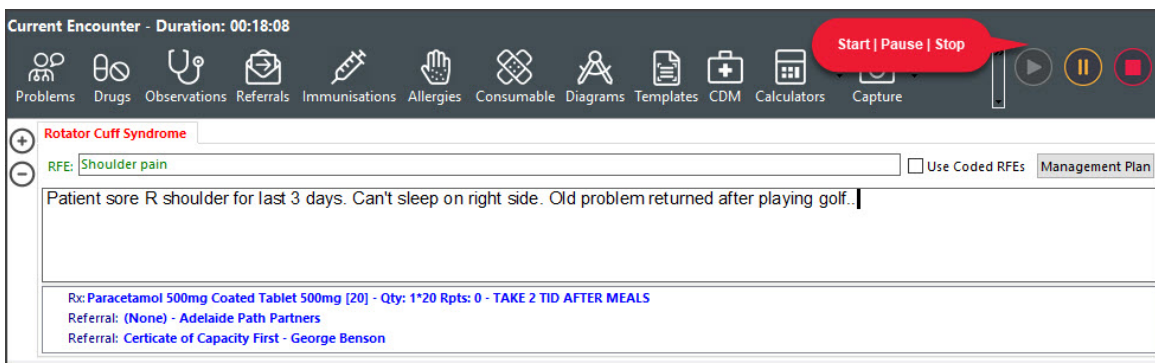 Current Encounter - Duration: 00:18:08
Start | Pause | Stop
Problems Drugs Observations Referrals Immunisations Allergies Consumable Diagrams Templates CDM Calculators Capture
Rotator Cuff Syndrome
RFE: Shoulder pain Use Coded RFEs Management Plan
Patient sore R shoulder for last 3 days. Can't sleep on right side. Old problem returned after playing golf..
Rx: Paracetamol 500mg Coated Tablet 500mg [20] - Qty: 1*20 Rpts: 0 - TAKE 2 TID AFTER MEALS
Referral: (None) - Adelaide Path Partners
Referral: Certicate of Capacity First - George Benson